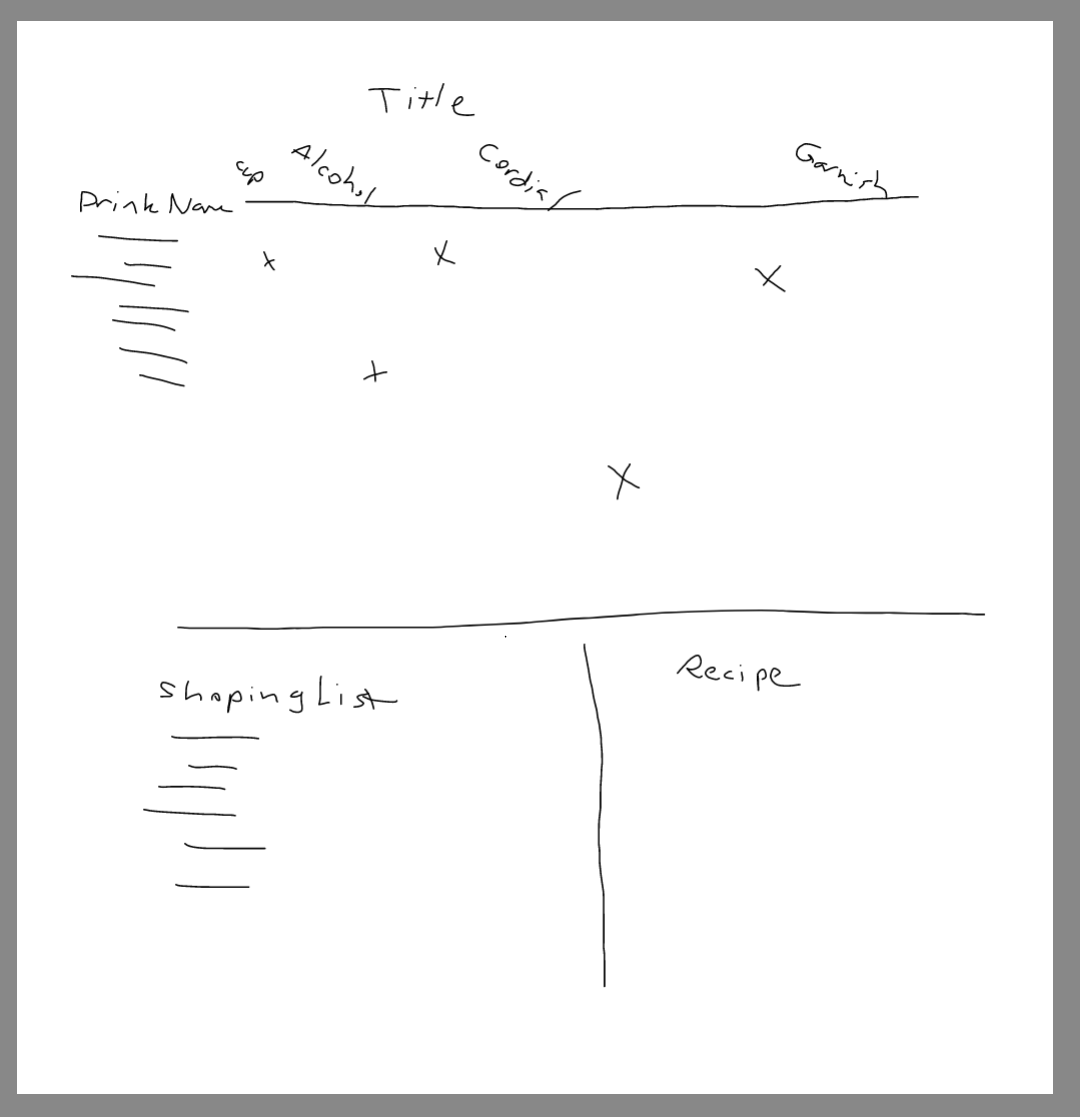 Title
Cup Alcohol Cordial Garnish
Drink Name
x X X
x
X
Shoping List Recipe